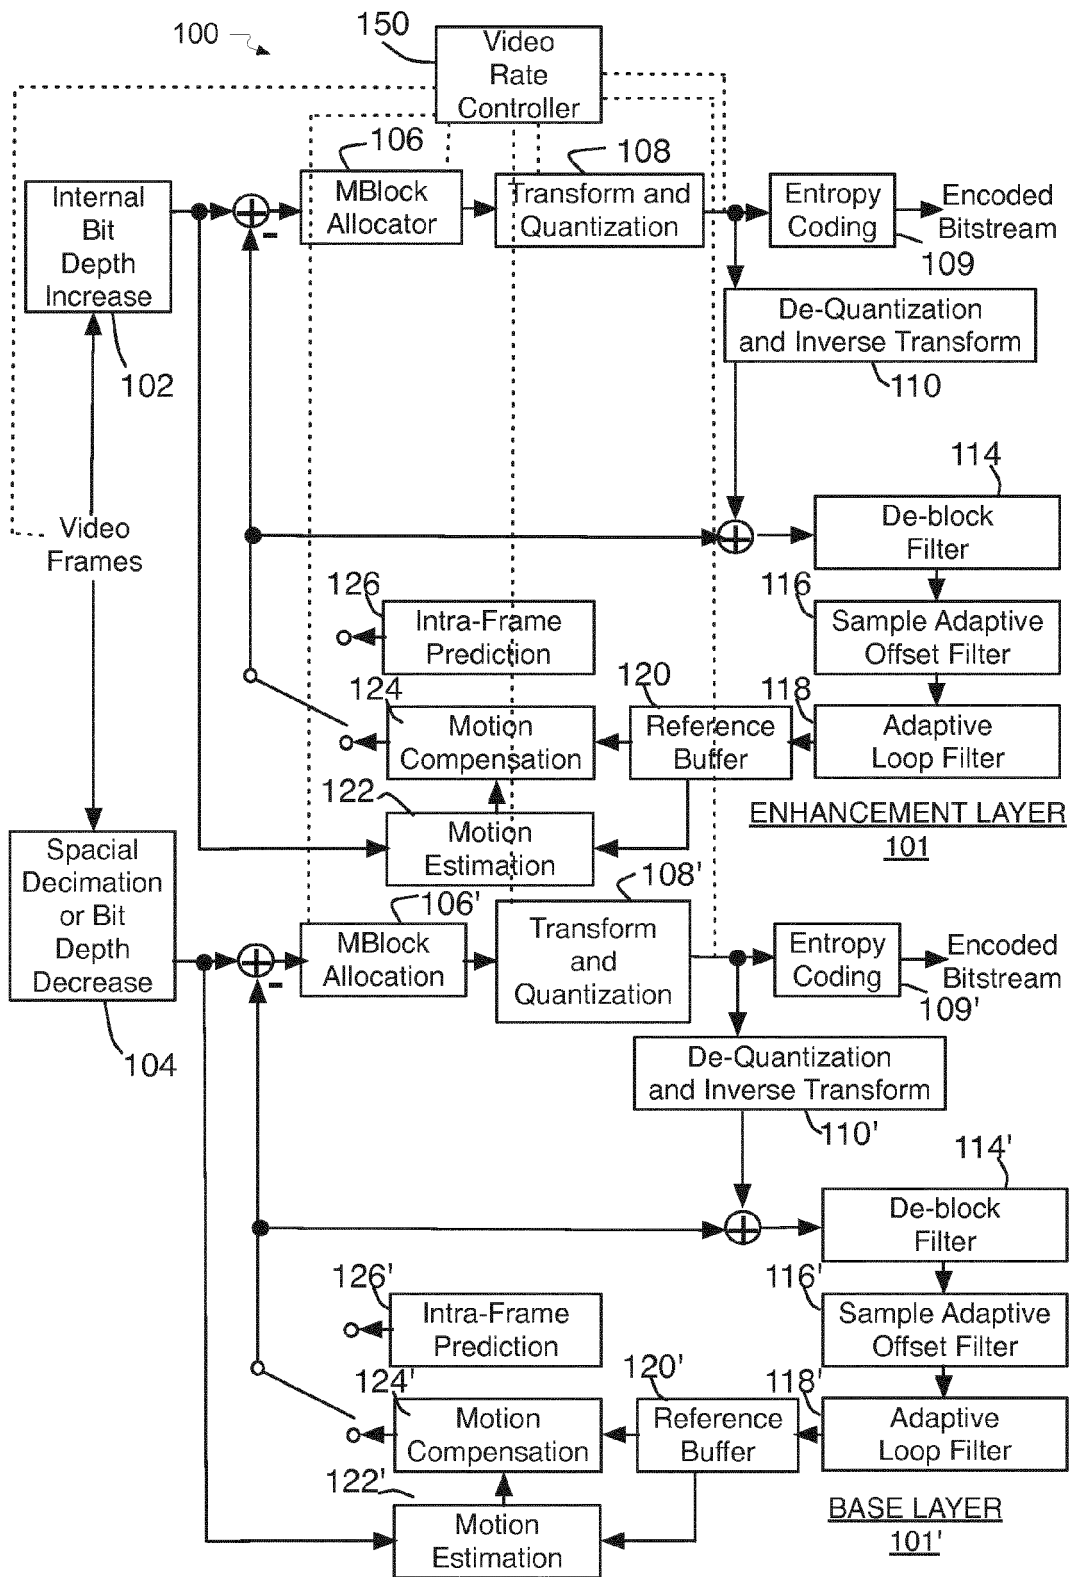 100
150
Video
Rate
Controller
106
108
Internal
Bit
Depth
Increase
MBlock
Allocator
Transform and
Quantization
Entropy
Coding
Encoded
Bitstream
109
102
De-Quantization
and Inverse Transform
110
114
Video
Frames
De-block
Filter
126
Intra-Frame
Prediction
116
Sample Adaptive
Offset Filter
124
Motion
Compensation
120
Reference
Buffer
118
Adaptive
Loop Filter
122
Motion
Estimation
ENHANCEMENT LAYER
101
Spacial
Decimation
or Bit
Depth
Decrease
106'
108'
MBlock
Allocation
Transform
and
Quantization
Entropy
Coding
Encoded
Bitstream
109'
104
De-Quantization
and Inverse Transform
110'
114'
De-block
Filter
126'
Intra-Frame
Prediction
116'
Sample Adaptive
Offset Filter
124'
Motion
Compensation
120'
Reference
Buffer
118'
Adaptive
Loop Filter
122'
Motion
Estimation
BASE LAYER
101'